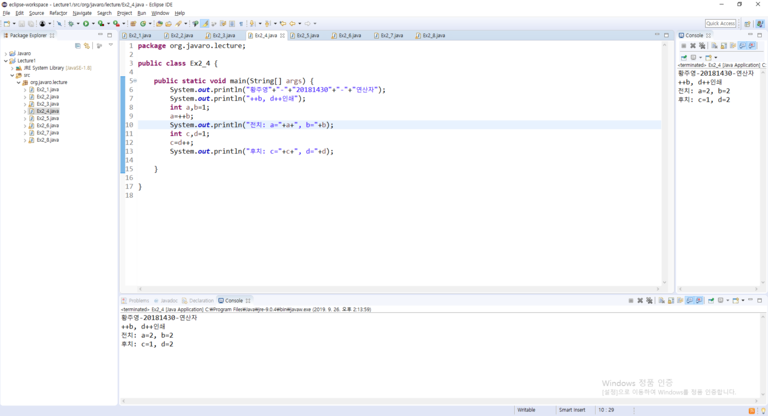 eclipse-workspace - Lecture1/src/org/javaro/lecture/Ex2_4.java - Eclipse IDE
File Edit Source Refactor Navigate Search Project Run Window Help
Quick Access
Package Explorer
Javaro
Lecture1
JRE System Library [JavaSE-1.8]
src
org.javaro.lecture
Ex2_1.java
Ex2_2.java
Ex2_3.java
Ex2_4.java
Ex2_5.java
Ex2_6.java
Ex2_7.java
Ex2_8.java
Ex2_1.java Ex2_2.java Ex2_3.java Ex2_4.java Ex2_5.java Ex2_6.java Ex2_7.java Ex2_8.java
1 package org.javaro.lecture;
2
3 public class Ex2_4 {
4
5 public static void main(String[] args) {
6 System.out.println("황주영"+"-"+"20181430"+"-"+"연산자");
7 System.out.println("++b, d++인쇄");
8 int a,b=1;
9 a=++b;
10 System.out.println("전치: a="+a+", b="+b);
11 int c,d=1;
12 c=d++;
13 System.out.println("후치: c="+c+", d="+d);
14
15 }
16
17 }
18
Console
<terminated> Ex2_4 [Java Application] C:
황주영-20181430-연산자
++b, d++인쇄
전치: a=2, b=2
후치: c=1, d=2
Problems Javadoc Declaration Console
<terminated> Ex2_4 [Java Application] C:₩Program Files₩Java₩jre-8.0.4₩bin₩javaw.exe (2019. 9. 26. 오후 2:13:59)
황주영-20181430-연산자
++b, d++인쇄
전치: a=2, b=2
후치: c=1, d=2
Windows 정품 인증
[설정]으로 이동하여 Windows를 정품 인증합니다.
Writable Smart Insert 10 : 29